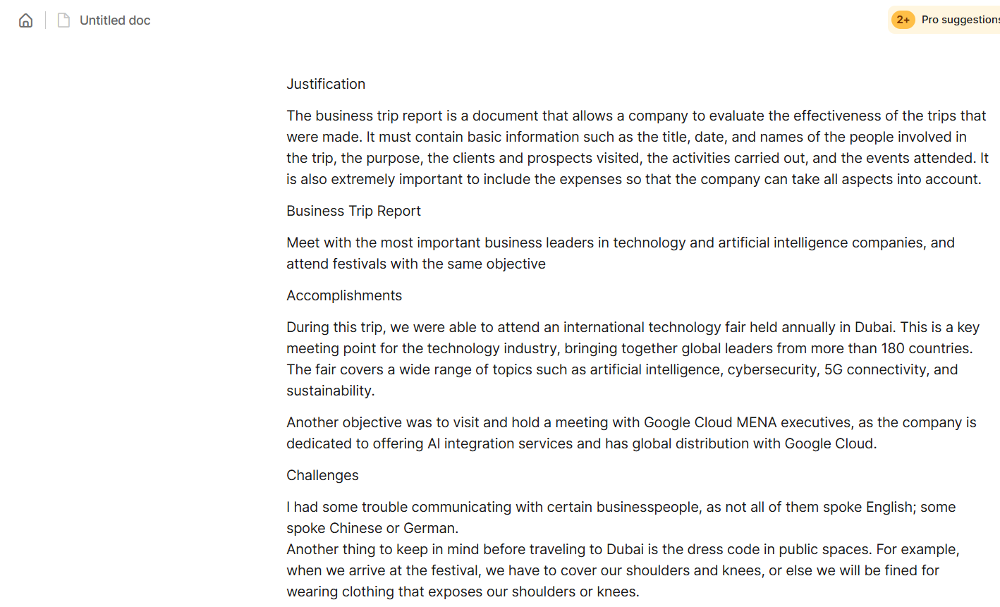 Untitled doc
2+ Pro suggestions
Justification
The business trip report is a document that allows a company to evaluate the effectiveness of the trips that
were made. It must contain basic information such as the title, date, and names of the people involved in
the trip, the purpose, the clients and prospects visited, the activities carried out, and the events attended. It
is also extremely important to include the expenses so that the company can take all aspects into account.
Business Trip Report
Meet with the most important business leaders in technology and artificial intelligence companies, and
attend festivals with the same objective
Accomplishments
During this trip, we were able to attend an international technology fair held annually in Dubai. This is a key
meeting point for the technology industry, bringing together global leaders from more than 180 countries.
The fair covers a wide range of topics such as artificial intelligence, cybersecurity, 5G connectivity, and
sustainability.
Another objective was to visit and hold a meeting with Google Cloud MENA executives, as the company is
dedicated to offering AI integration services and has global distribution with Google Cloud.
Challenges
I had some trouble communicating with certain businesspeople, as not all of them spoke English; some
spoke Chinese or German.
Another thing to keep in mind before traveling to Dubai is the dress code in public spaces. For example,
when we arrive at the festival, we have to cover our shoulders and knees, or else we will be fined for
wearing clothing that exposes our shoulders or knees.